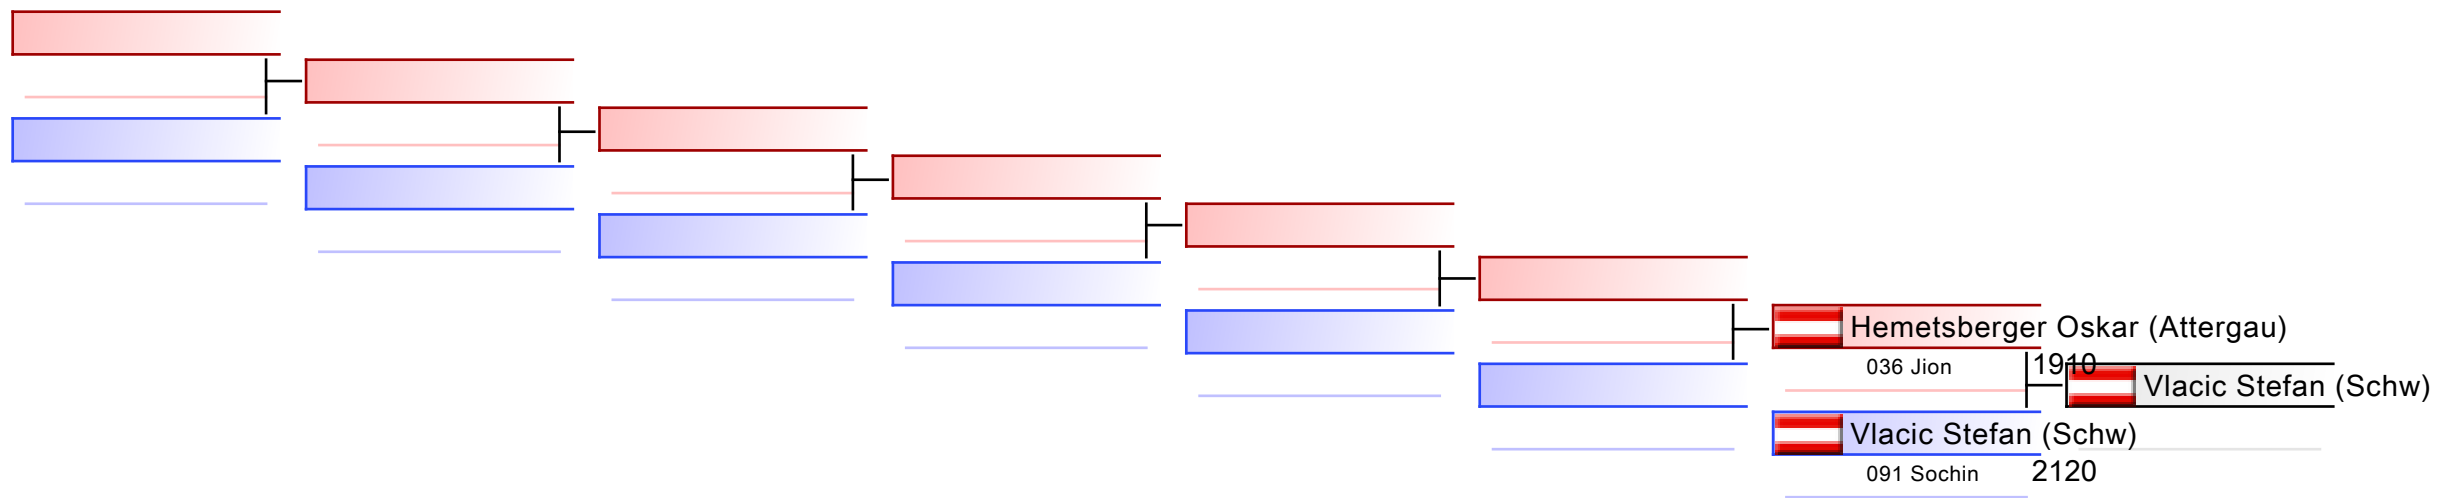 Hemetsberger Oskar (Attergau)
036 Jion 1910
Vlacic Stefan (Schw)
Vlacic Stefan (Schw)
091 Sochin 2120